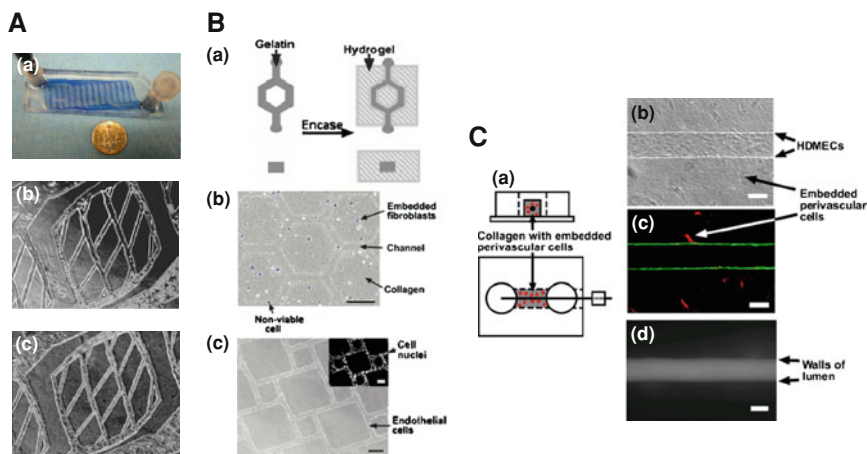 A
(a)
(b)
(c)
B
(a)
Gelatin
Hydrogel
Encase
(b)
Embedded
fibroblasts
Channel
Collagen
Non-viable
cell
(c)
Cell
nuclei
Endothelial
cells
C
(a)
Collagen with embedded
perivascular cells
(b)
HDMECs
Embedded
perivascular
cells
(c)
(d)
Walls of
lumen